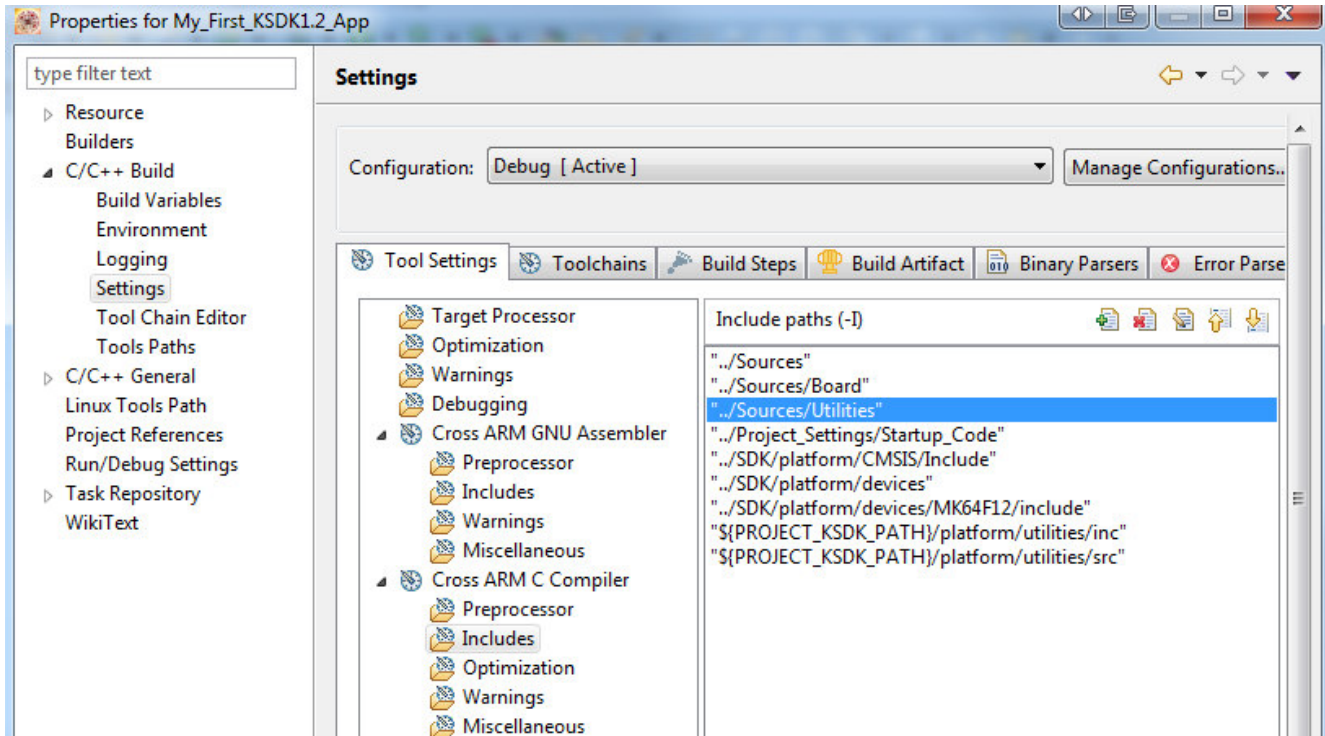 Properties for My_First_KSDK1.2_App
type filter text
Resource
Builders
C/C++ Build
Build Variables
Environment
Logging
Settings
Tool Chain Editor
Tools Paths
C/C++ General
Linux Tools Path
Project References
Run/Debug Settings
Task Repository
WikiText
Settings
Configuration: Debug [ Active ] Manage Configurations..
Tool Settings Toolchains Build Steps Build Artifact 010 Binary Parsers Error Parse
Target Processor
Optimization
Warnings
Debugging
Cross ARM GNU Assembler
Preprocessor
Includes
Warnings
Miscellaneous
Cross ARM C Compiler
Preprocessor
Includes
Optimization
Warnings
Miscellaneous
Include paths (-I)
"../Sources"
"../Sources/Board"
"../Sources/Utilities"
"../Project_Settings/Startup_Code"
"../SDK/platform/CMSIS/Include"
"../SDK/platform/devices"
"../SDK/platform/devices/MK64F12/include"
"${PROJECT_KSDK_PATH}/platform/utilities/inc"
"${PROJECT_KSDK_PATH}/platform/utilities/src"